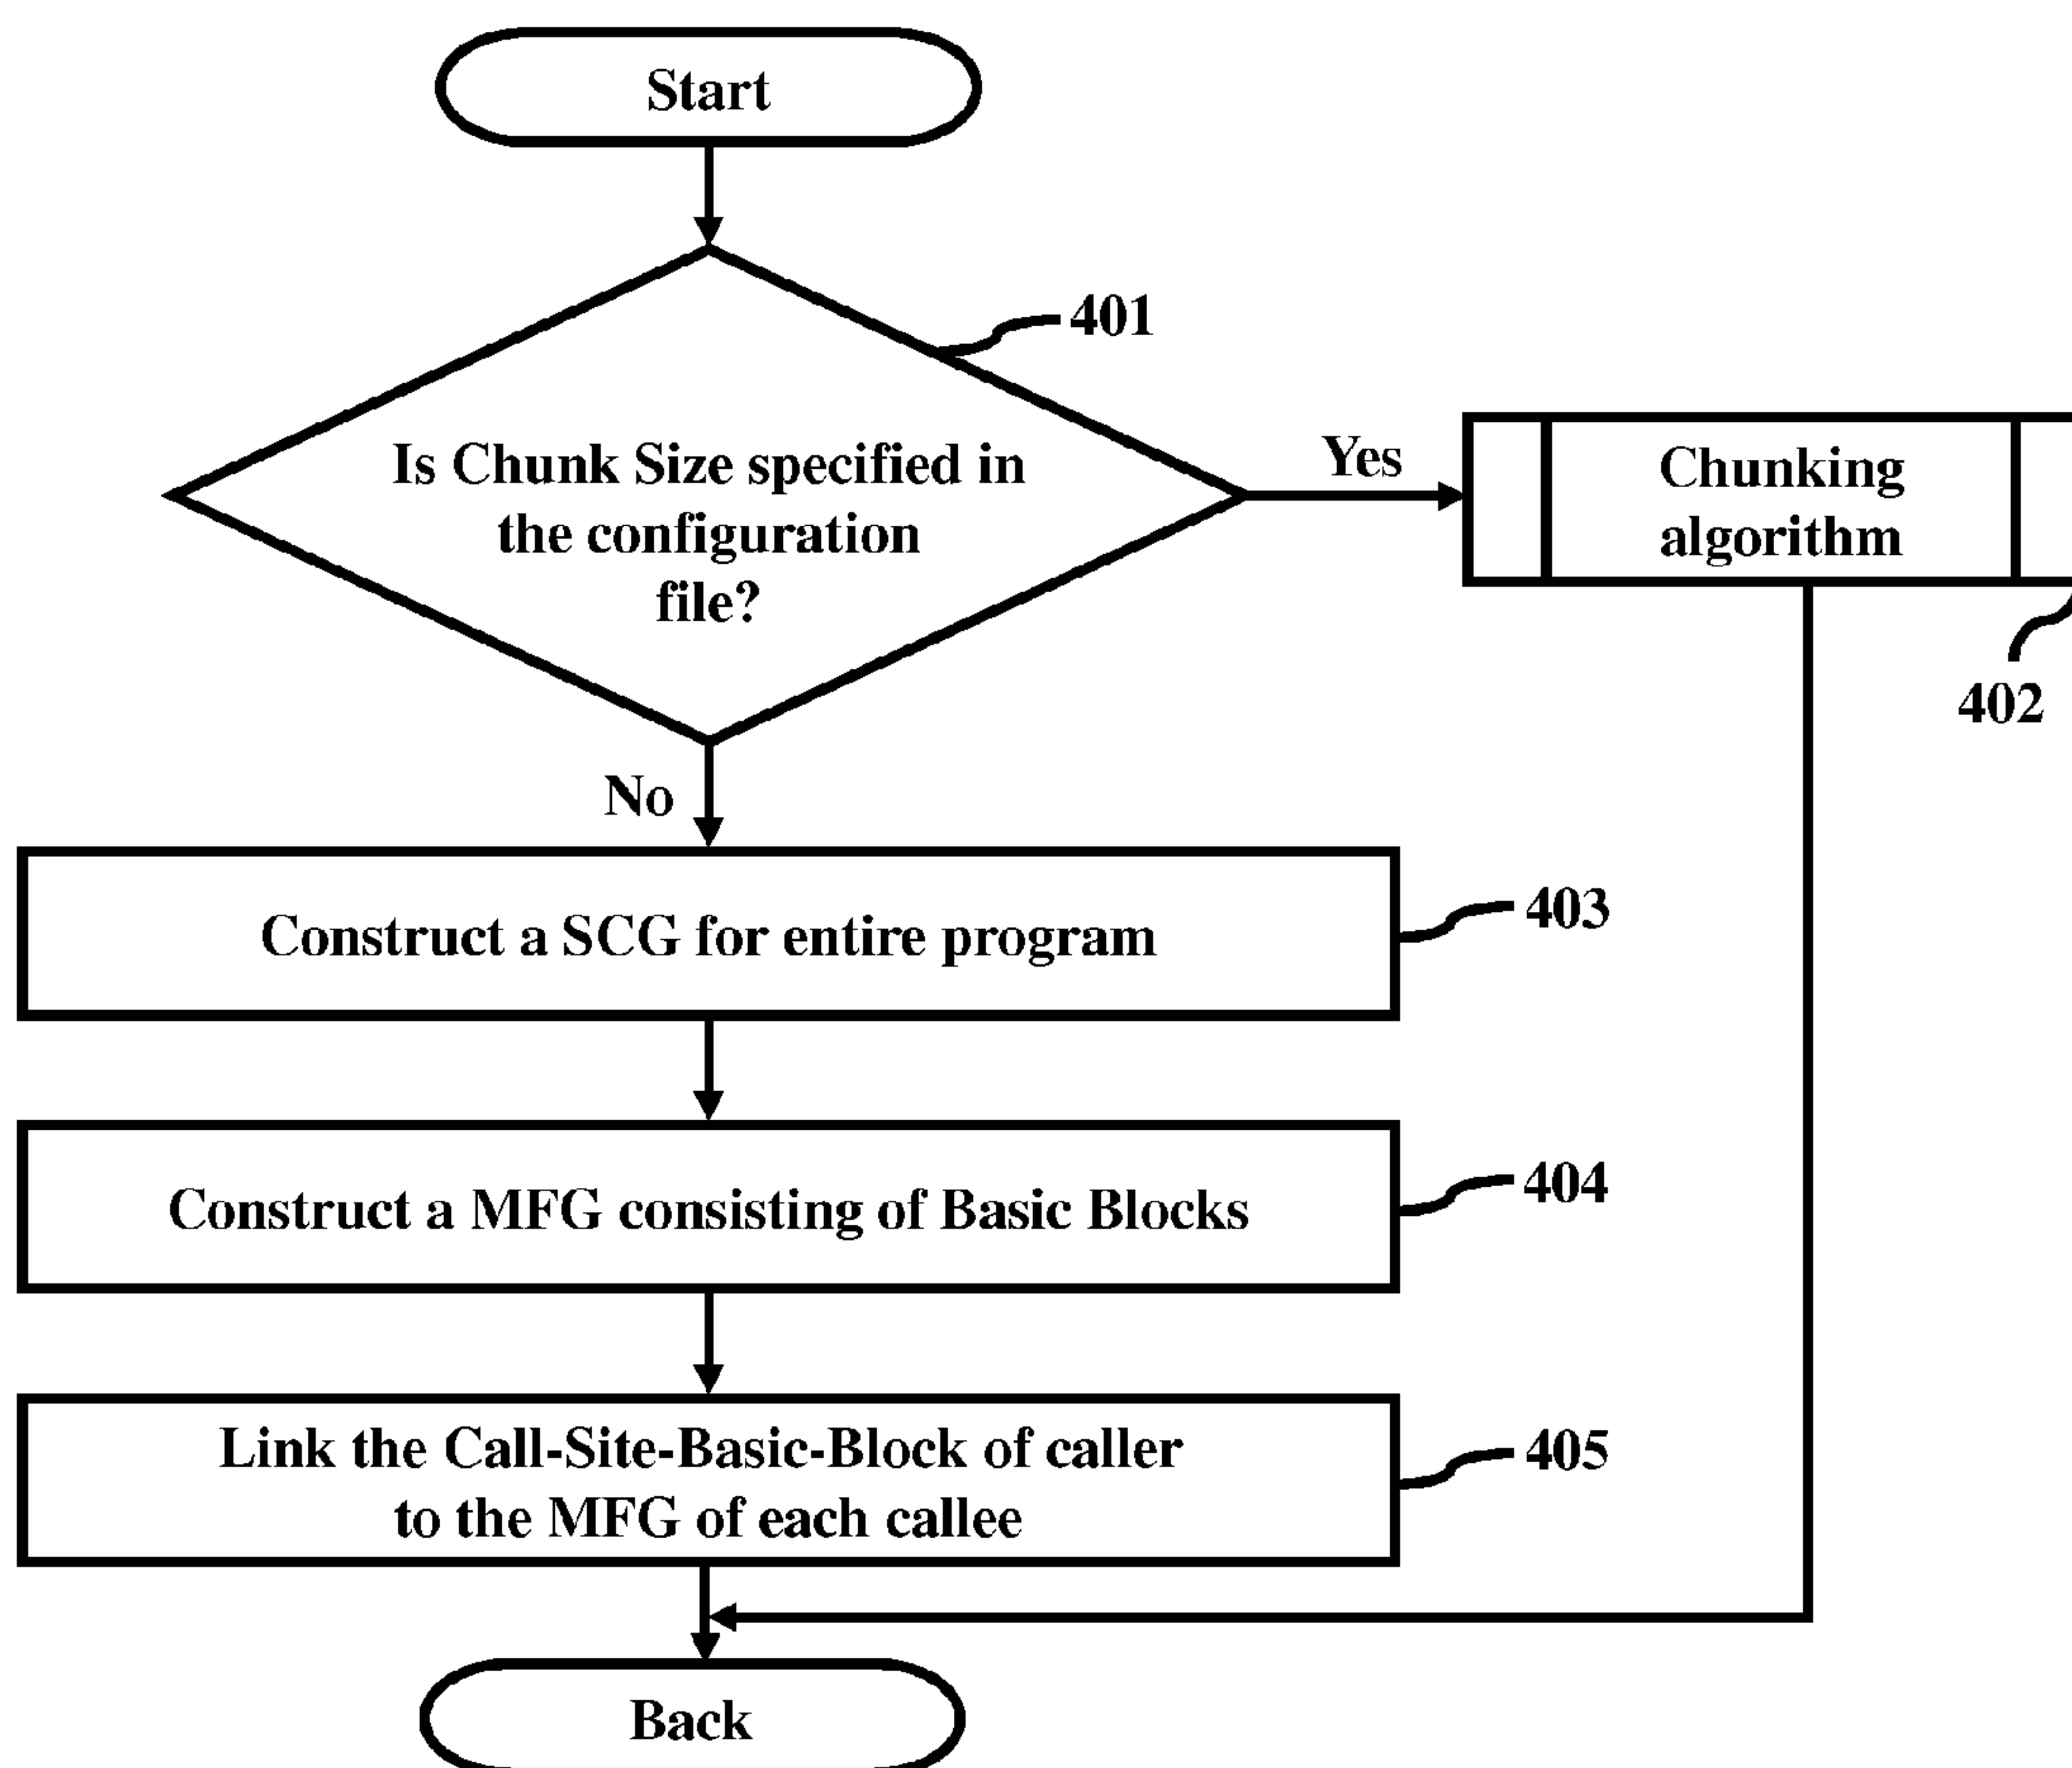 Start
401
Is Chunk Size specified in
the configuration
file?
Yes
Chunking
algorithm
402
No
Construct a SCG for entire program
403
Construct a MFG consisting of Basic Blocks
404
Link the Call-Site-Basic-Block of caller
to the MFG of each callee
405
Back